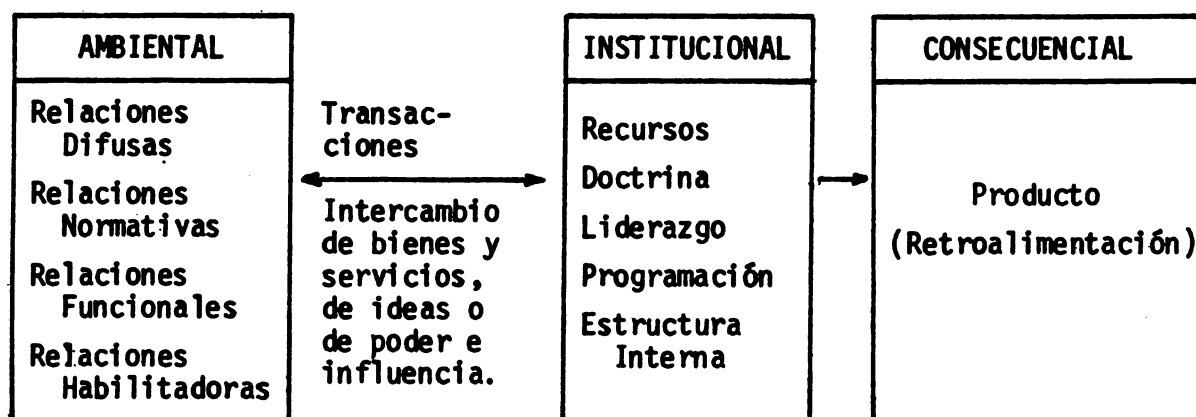 AMBIENTAL
Relaciones
Difusas
Relaciones
Normativas
Relaciones
Funcionales
Relaciones
Habilitadoras
Transac-
ciones
Intercambio
de bienes y
servicios,
de ideas o
de poder e
influencia.
INSTITUCIONAL
Recursos
Doctrina
Liderazgo
Programación
Estructura
Interna
CONSECUENCIAL
Producto
(Retroalimentación)